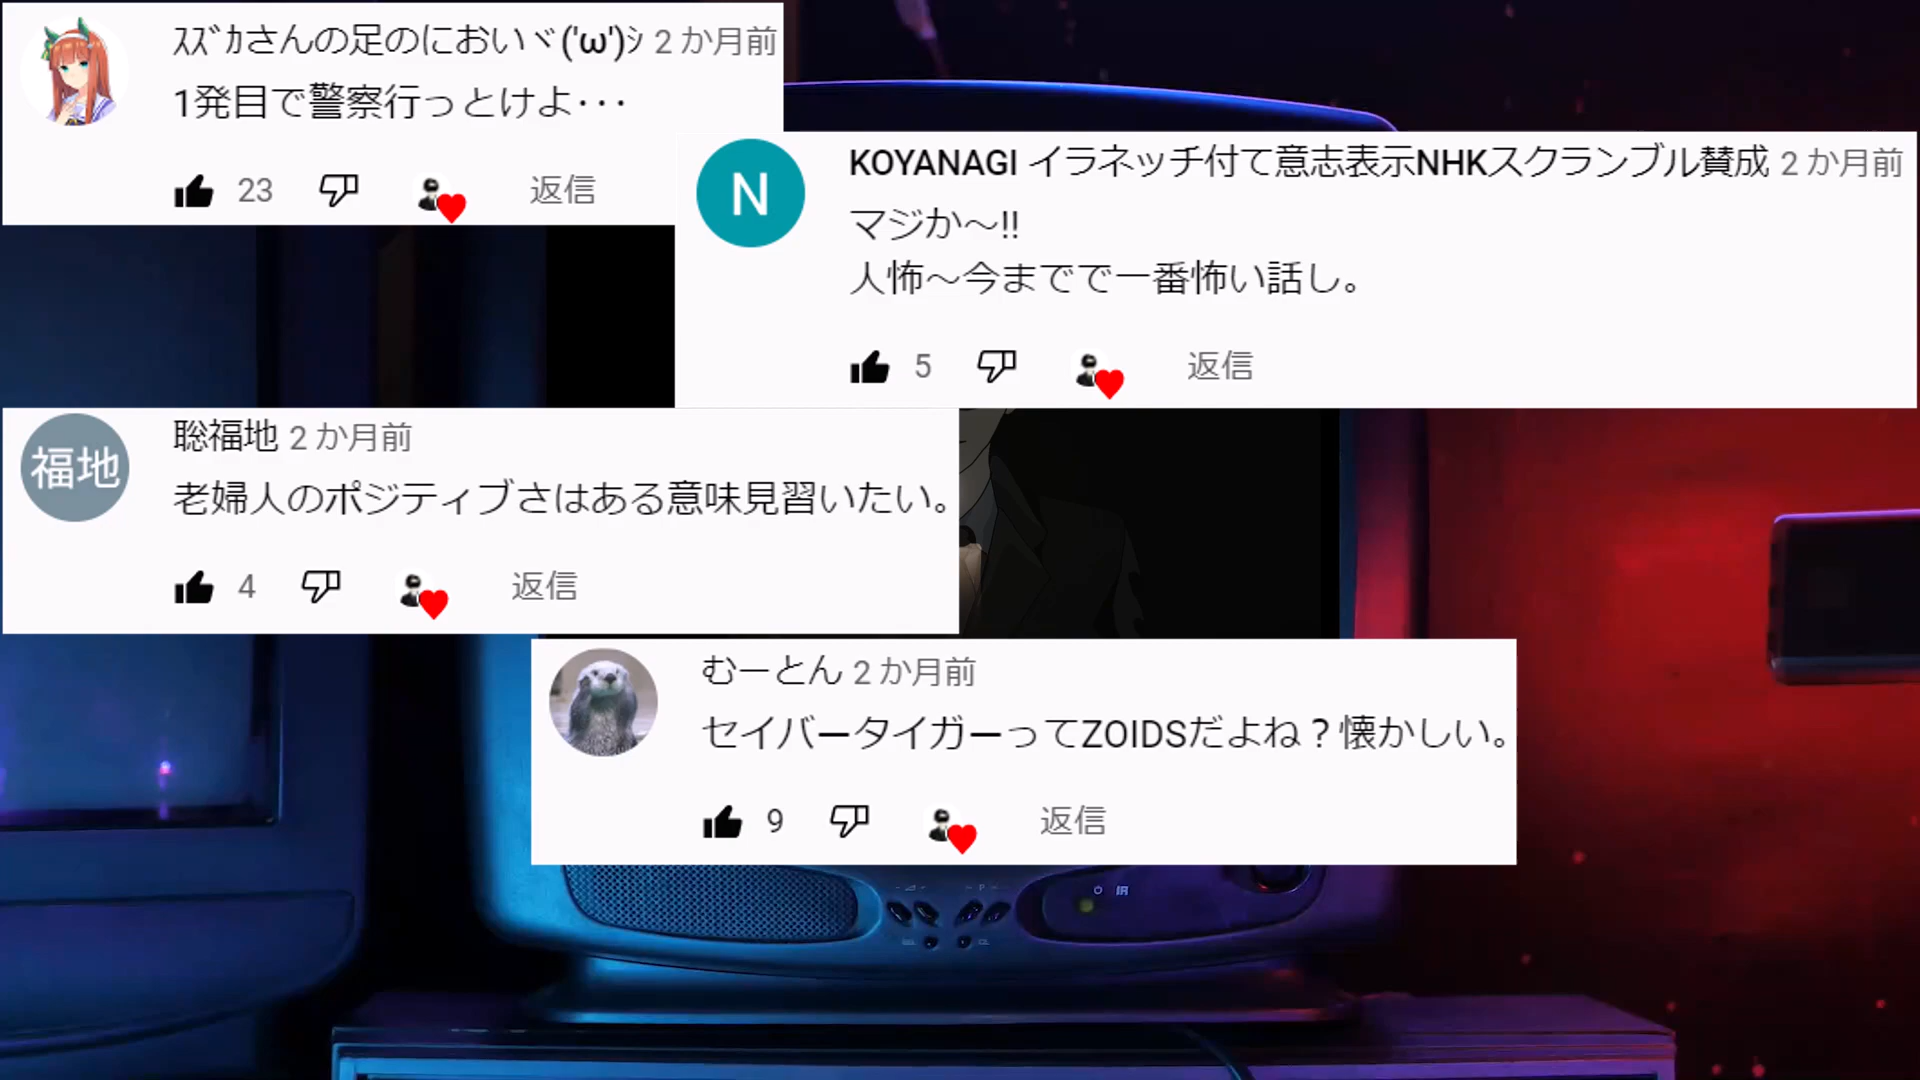 ｽｽﾞｶさんの足のにおいヾ('ω')ｼ 2 か月前
1発目で警察行っとけよ･･･
23 返信
N
KOYANAGI イラネッチ付て意志表示NHKスクランブル賛成 2 か月前
マジか〜!!
人怖〜今までで一番怖い話し。
5 返信
福地
聡福地 2 か月前
老婦人のポジティブさはある意味見習いたい。
4 返信
むーとん 2 か月前
セイバータイガーってZOIDSだよね？懐かしい。
9 返信